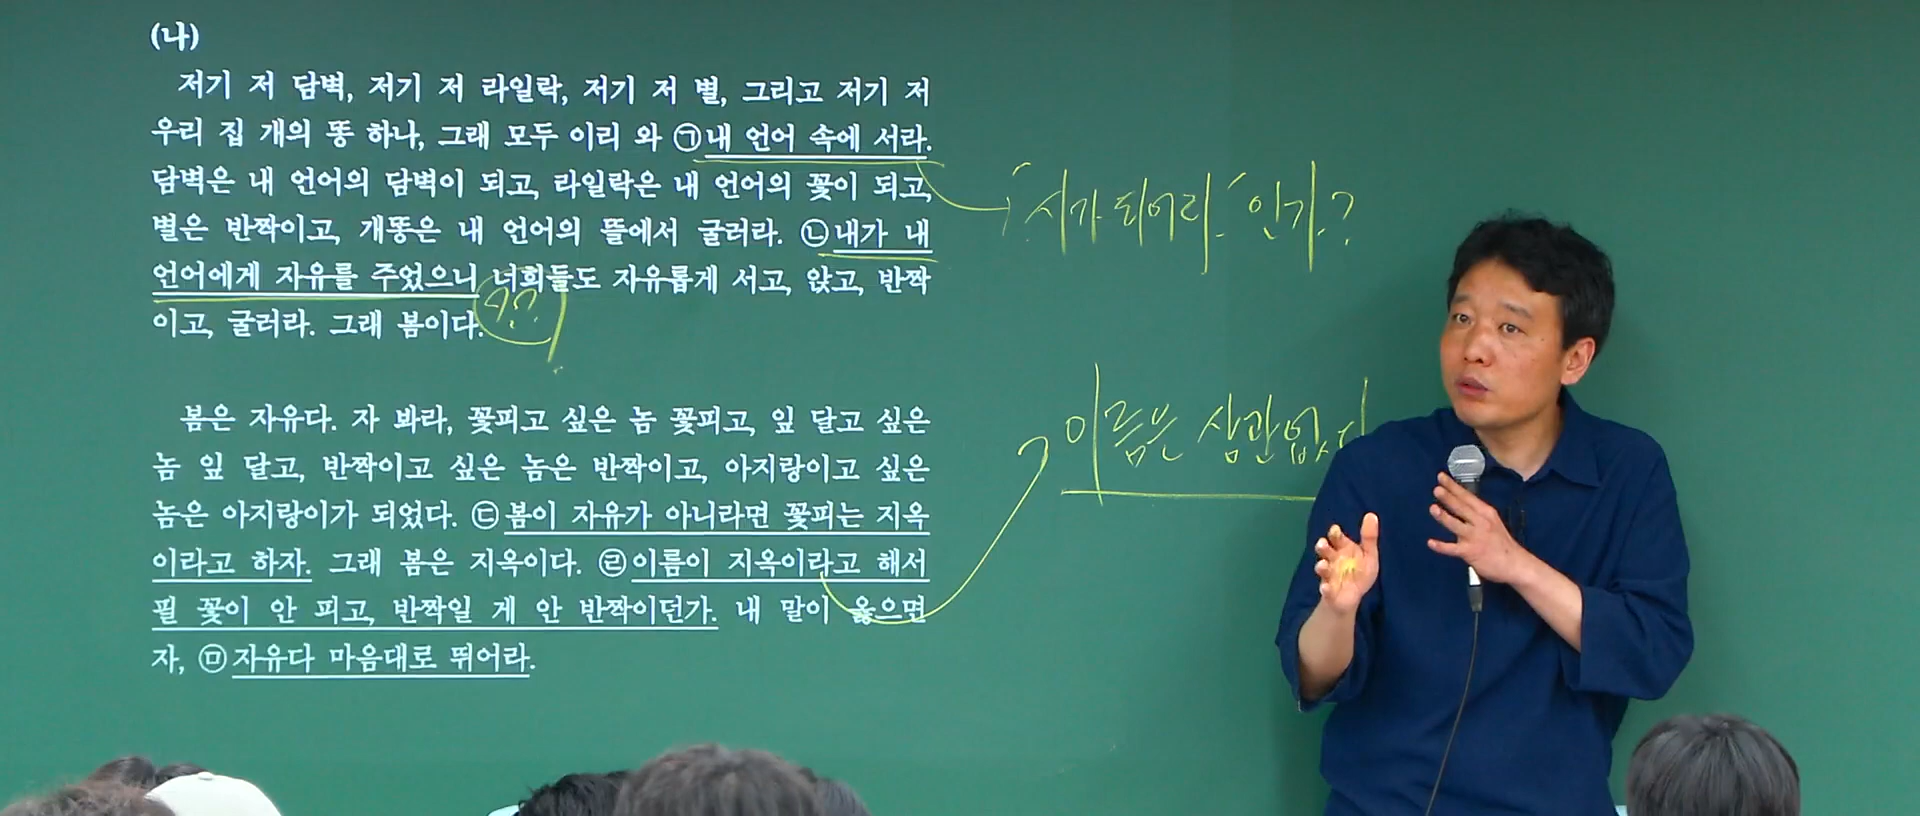 (나)
저기 저 담벽, 저기 저 라일락, 저기 저 별, 그리고 저기 저
우리 집 개의 똥 하나, 그래 모두 이리 와 ㉠내 언어 속에 서라.
담벽은 내 언어의 담벽이 되고, 라일락은 내 언어의 꽃이 되고,
별은 반짝이고, 개똥은 내 언어의 뜰에서 굴러라. ㉡내가 내
언어에게 자유를 주었으니 너희들도 자유롭게 서고, 앉고, 반짝
이고, 굴러라. 그래 봄이다.
??
봄은 자유다. 자 봐라, 꽃피고 싶은 놈 꽃피고, 잎 달고 싶은
놈 잎 달고, 반짝이고 싶은 놈은 반짝이고, 아지랑이고 싶은
놈은 아지랑이가 되었다. ㉢봄이 자유가 아니라면 꽃피는 지옥
이라고 하자. 그래 봄은 지옥이다. ㉣이름이 지옥이라고 해서
필 꽃이 안 피고, 반짝일 게 안 반짝이던가. 내 말이 옳으면
자, ㉤자유다 마음대로 뛰어라.
"시가 되어라." 인가?
이름은 상관없다